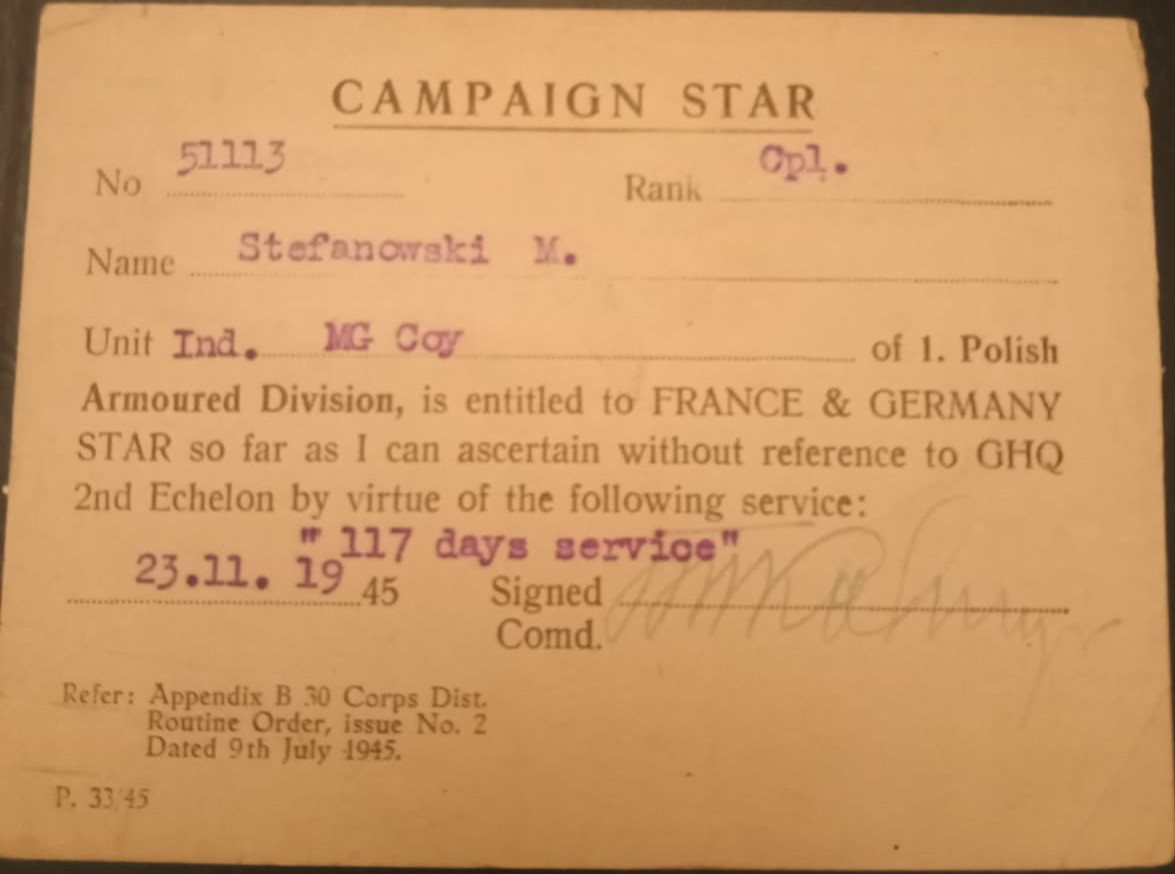 CAMPAIGN STAR
No 51113 Rank Cpl.
Name Stefanowski M.
Unit Ind. MG Coy of 1. Polish
Armoured Division, is entitled to FRANCE & GERMANY
STAR so far as I can ascertain without reference to GHQ
2nd Echelon by virtue of the following service:
" 117 days service"
23.11. 19 45 Signed
Comd.
Refer: Appendix B 30 Corps Dist.
Routine Order, issue No. 2
Dated 9th July 1945.
P. 33/45